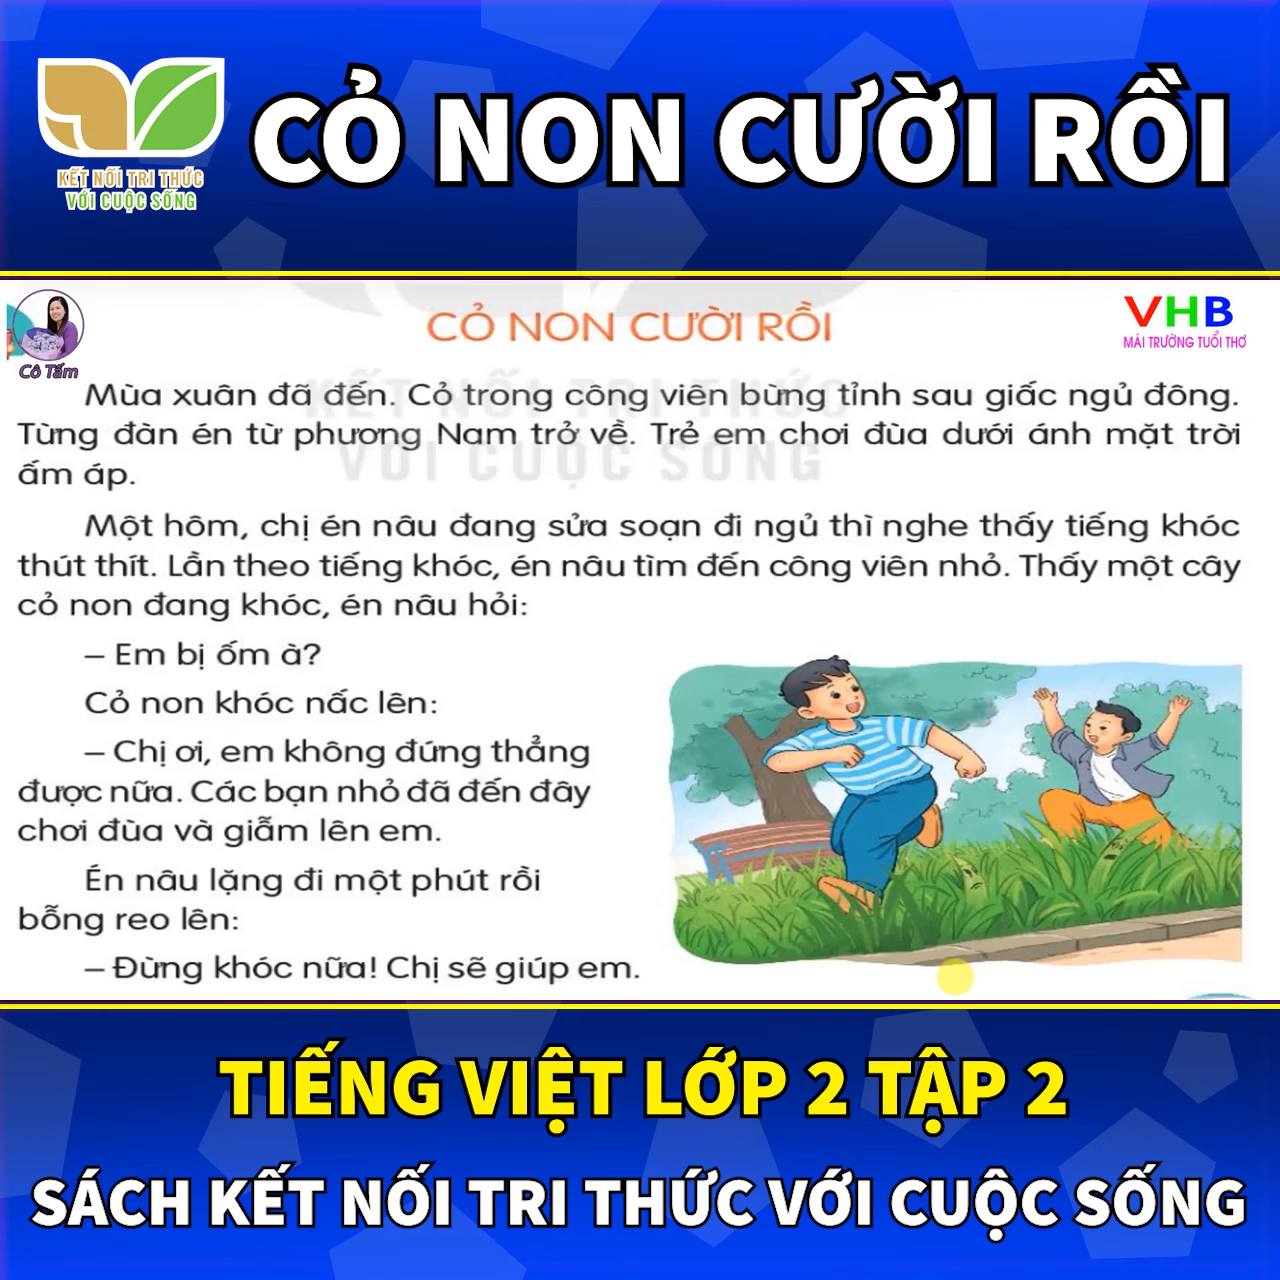 CỎ NON CƯỜI RỒI
KẾT NỐI TRI THỨC
VỚI CUỘC SỐNG
Cô Tấm
CỎ NON CƯỜI RỒI
VHB
MÁI TRƯỜNG TUỔI THƠ
KẾT NỐI TRI THỨC
VỚI CUỘC SỐNG
Mùa xuân đã đến. Cỏ trong công viên bừng tỉnh sau giấc ngủ đông.
Từng đàn én từ phương Nam trở về. Trẻ em chơi đùa dưới ánh mặt trời
ấm áp.
Một hôm, chị én nâu đang sửa soạn đi ngủ thì nghe thấy tiếng khóc
thút thít. Lần theo tiếng khóc, én nâu tìm đến công viên nhỏ. Thấy một cây
cỏ non đang khóc, én nâu hỏi:
– Em bị ốm à?
Cỏ non khóc nấc lên:
– Chị ơi, em không đứng thẳng
được nữa. Các bạn nhỏ đã đến đây
chơi đùa và giẫm lên em.
Én nâu lặng đi một phút rồi
bỗng reo lên:
– Đừng khóc nữa! Chị sẽ giúp em.
TIẾNG VIỆT LỚP 2 TẬP 2
SÁCH KẾT NỐI TRI THỨC VỚI CUỘC SỐNG